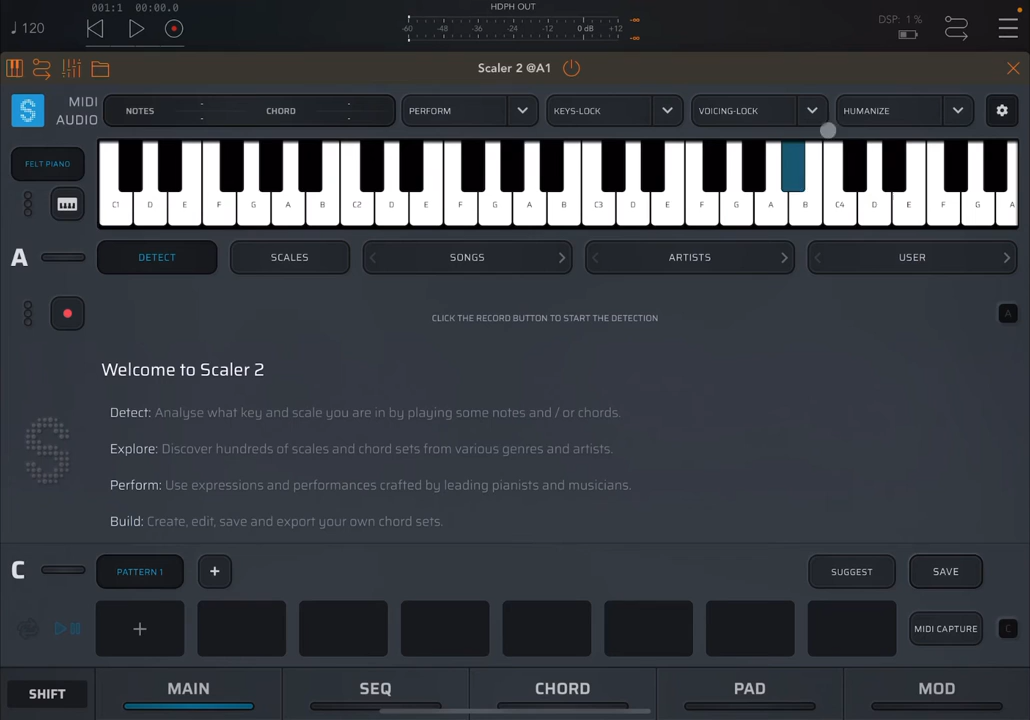 001:1 00:00.0
HDPH OUT
♩ 120
-60 -48 -36 -24 -12 0 dB +12
DSP: 1 %
Scaler 2 @A1
MIDI
AUDIO
NOTES - - CHORD - -
PERFORM
KEYS-LOCK
VOICING-LOCK
HUMANIZE
FELT PIANO
C1 D E F G A B C2 D E F G A B C3 D E F G A B C4 D E F G A
A
DETECT
SCALES
SONGS
ARTISTS
USER
CLICK THE RECORD BUTTON TO START THE DETECTION
A
Welcome to Scaler 2
Detect: Analyse what key and scale you are in by playing some notes and / or chords.
Explore: Discover hundreds of scales and chord sets from various genres and artists.
Perform: Use expressions and performances crafted by leading pianists and musicians.
Build: Create, edit, save and export your own chord sets.
C
PATTERN 1
+
SUGGEST
SAVE
+
MIDI CAPTURE
C
SHIFT
MAIN
SEQ
CHORD
PAD
MOD